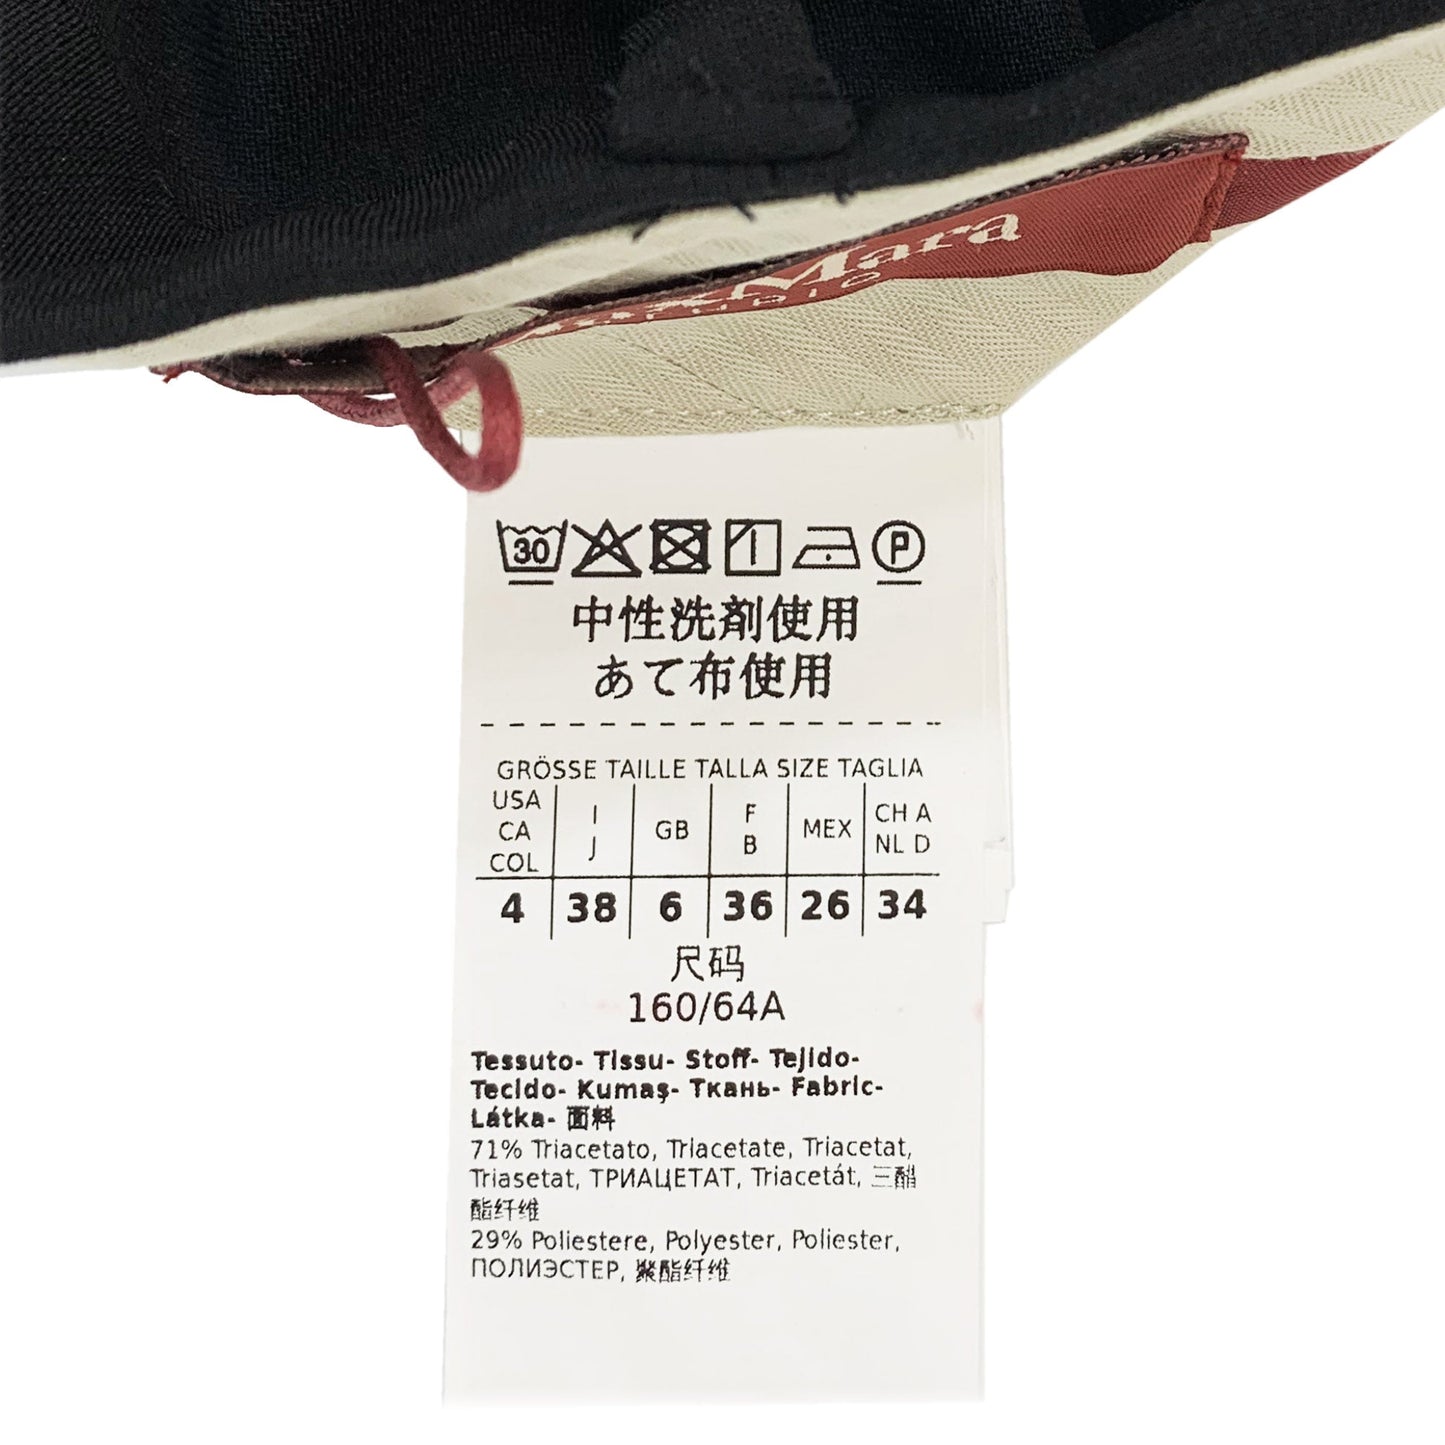 Mara
STUDIO
30 P
中性洗剤使用
あて布使用
GRÖSSE TAILLE TALLA SIZE TAGLIA
USA CA COL | I J | GB | F B | MEX | CH A NL D
4 | 38 | 6 | 36 | 26 | 34
尺码
160/64A
Tessuto- Tissu- Stoff- Tejido-
Tecido- Kumaş- Ткань- Fabric-
Látka- 面料
71% Triacetato, Triacetate, Triacetat,
Triasetat, ТРИАЦЕТАТ, Triacetát, 三醋
酯纤维
29% Poliestere, Polyester, Poliester,
ПОЛИЭСТЕР, 聚酯纤维